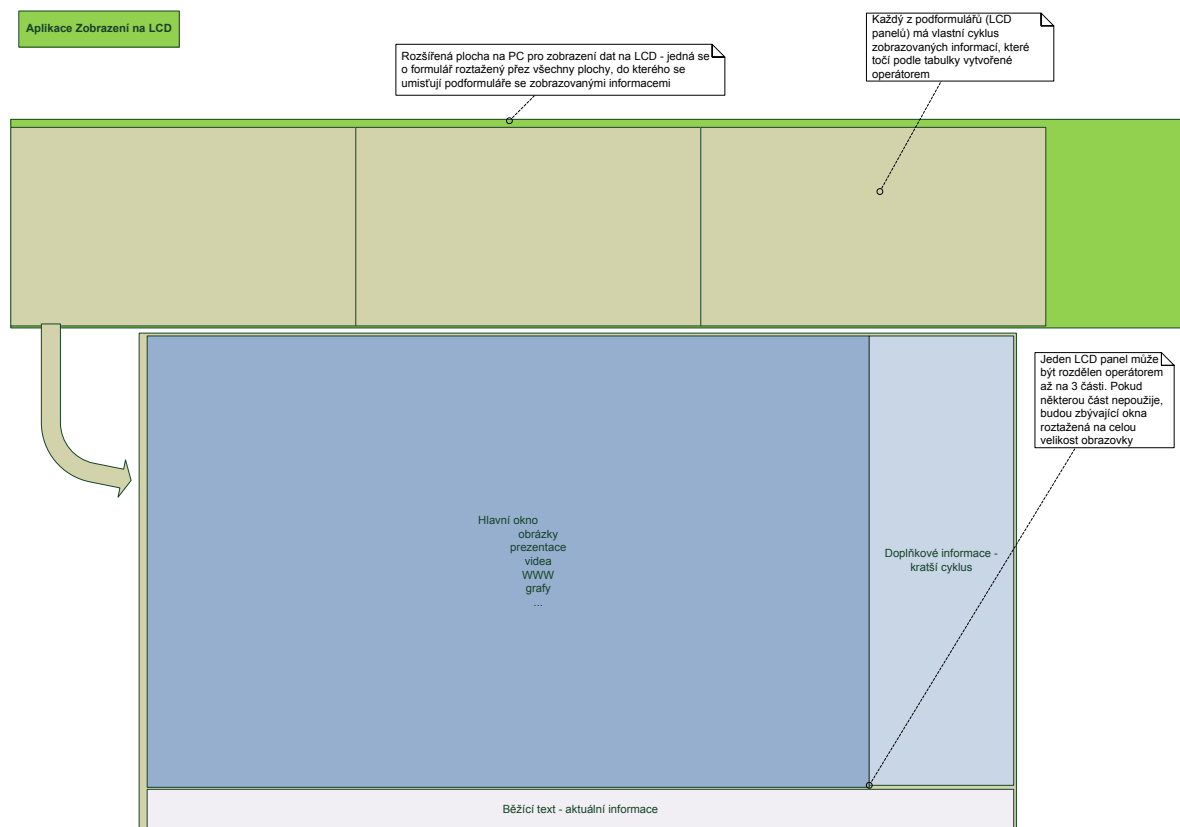 Aplikace Zobrazení na LCD
Rozšířená plocha na PC pro zobrazení dat na LCD - jedná se
o formulář roztažený přez všechny plochy, do kterého se
umisťují podformuláře se zobrazovanými informacemi
Každý z podformulářů (LCD
panelů) má vlastní cyklus
zobrazovaných informací, které
točí podle tabulky vytvořené
operátorem
Jeden LCD panel může
být rozdělen operátorem
až na 3 části. Pokud
některou část nepoužije,
budou zbývající okna
roztažená na celou
velikost obrazovky
Hlavní okno
obrázky
prezentace
videa
WWW
grafy
...
Doplňkové informace -
kratší cyklus
Běžící text - aktuální informace